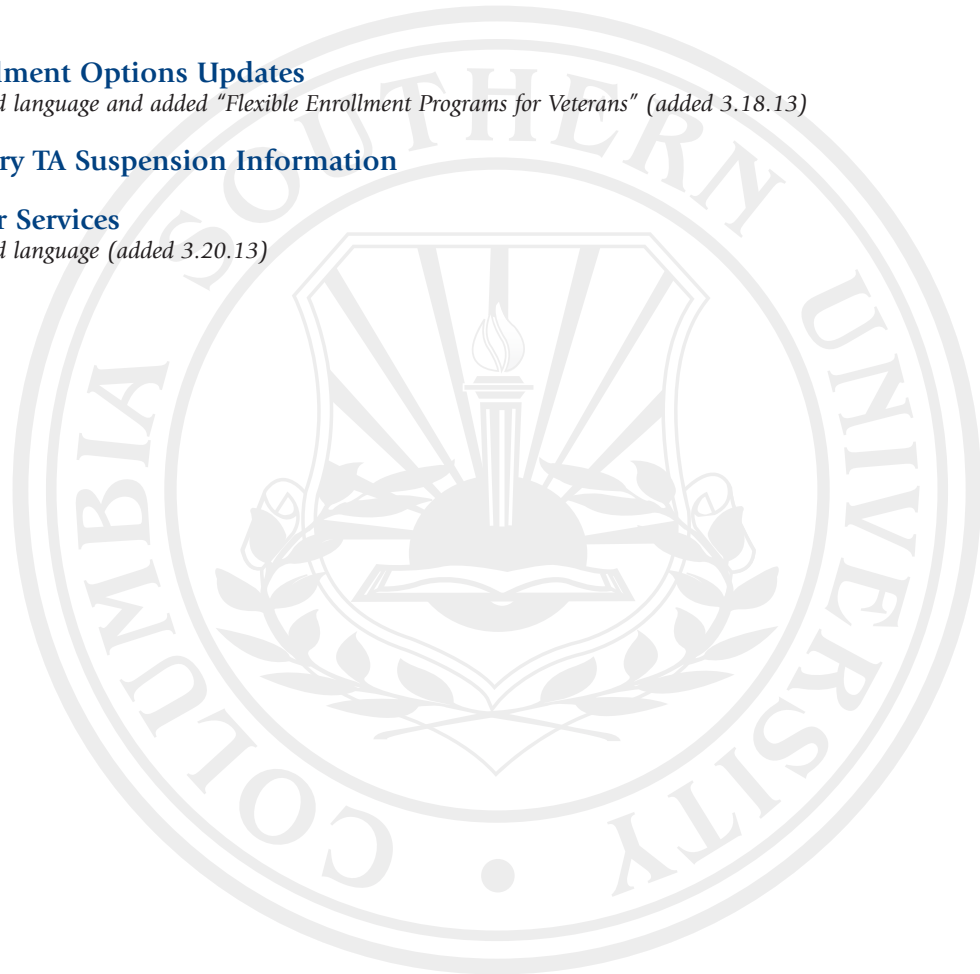 lment Options Updates
d language and added “Flexible Enrollment Programs for Veterans” (added 3.18.13)
ry TA Suspension Information
r Services
d language (added 3.20.13)
COLUMBIA SOUTHERN UNIVERSITY